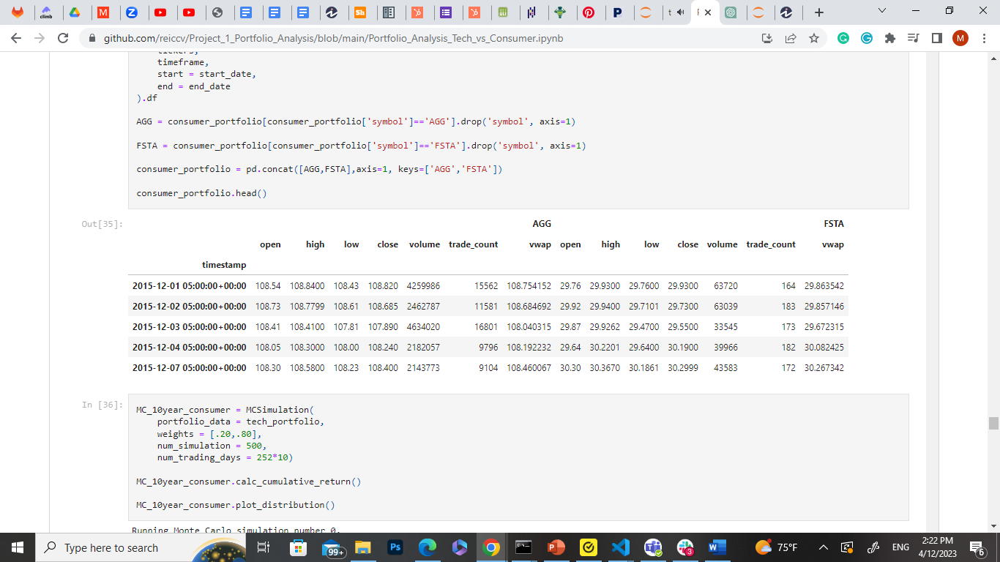 github.com/reiccv/Project_1_Portfolio_Analysis/blob/main/Portfolio_Analysis_Tech_vs_Consumer.ipynb
tickers,
timeframe,
start = start_date,
end = end_date
).df
AGG = consumer_portfolio[consumer_portfolio['symbol']=='AGG'].drop('symbol', axis=1)
FSTA = consumer_portfolio[consumer_portfolio['symbol']=='FSTA'].drop('symbol', axis=1)
consumer_portfolio = pd.concat([AGG,FSTA],axis=1, keys=['AGG','FSTA'])
consumer_portfolio.head()
Out[35]:
AGG FSTA
open high low close volume trade_count vwap open high low close volume trade_count vwap
timestamp
2015-12-01 05:00:00+00:00 108.54 108.8400 108.43 108.820 4259986 15562 108.754152 29.76 29.9300 29.7600 29.9300 63720 164 29.863542
2015-12-02 05:00:00+00:00 108.73 108.7799 108.61 108.685 2462787 11581 108.684692 29.92 29.9400 29.7101 29.7300 63039 183 29.857146
2015-12-03 05:00:00+00:00 108.41 108.4100 107.81 107.890 4634020 16801 108.040315 29.87 29.9262 29.4700 29.5500 33545 173 29.672315
2015-12-04 05:00:00+00:00 108.05 108.3000 108.00 108.240 2182057 9796 108.192232 29.64 30.2201 29.6400 30.1900 39966 182 30.082425
2015-12-07 05:00:00+00:00 108.30 108.5800 108.23 108.400 2143773 9104 108.460067 30.30 30.3670 30.1861 30.2999 43583 172 30.267342
In [36]:
MC_10year_consumer = MCSimulation(
portfolio_data = tech_portfolio,
weights = [.20,.80],
num_simulation = 500,
num_trading_days = 252*10)
MC_10year_consumer.calc_cumulative_return()
MC_10year_consumer.plot_distribution()
Running Monte Carlo simulation number 0.
Type here to search
99+
75°F
ENG
2:22 PM
4/12/2023
6